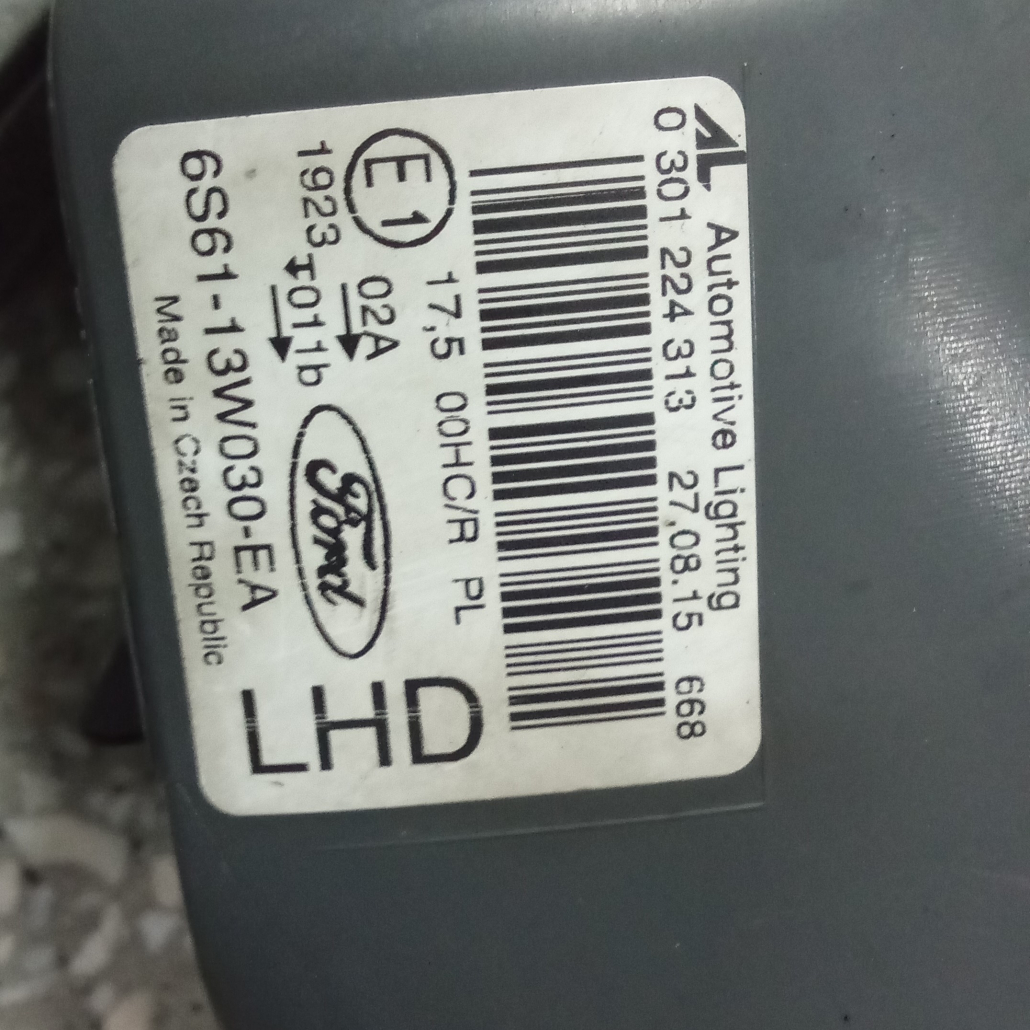 AL Automotive Lighting
0 301 224 313 27.08.15 668
E1 17,5 00HC/R PL
02A
1923 I 011b
Ford
6S61-13W030-EA
Made in Czech Republic
LHD